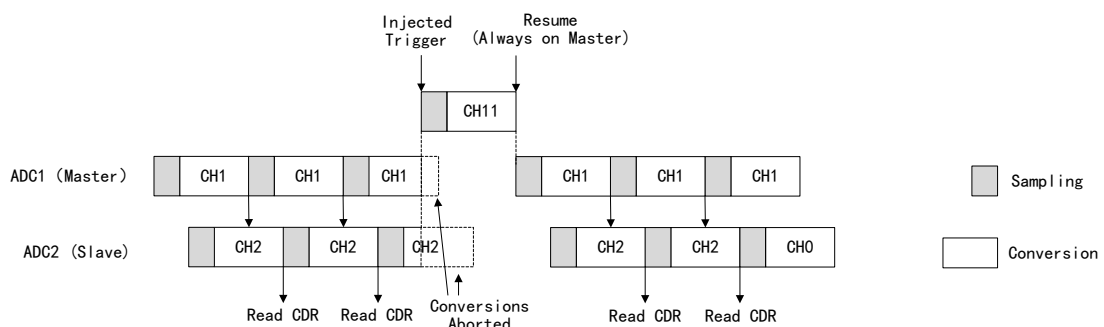 Injected
Trigger
Resume
(Always on Master)
CH11
ADC1 (Master)
CH1
CH1
CH1
CH1
CH1
CH1
Sampling
ADC2 (Slave)
CH2
CH2
CH2
CH2
CH2
CH0
Conversion
Read CDR
Read CDR
Conversions
Aborted
Read CDR
Read CDR